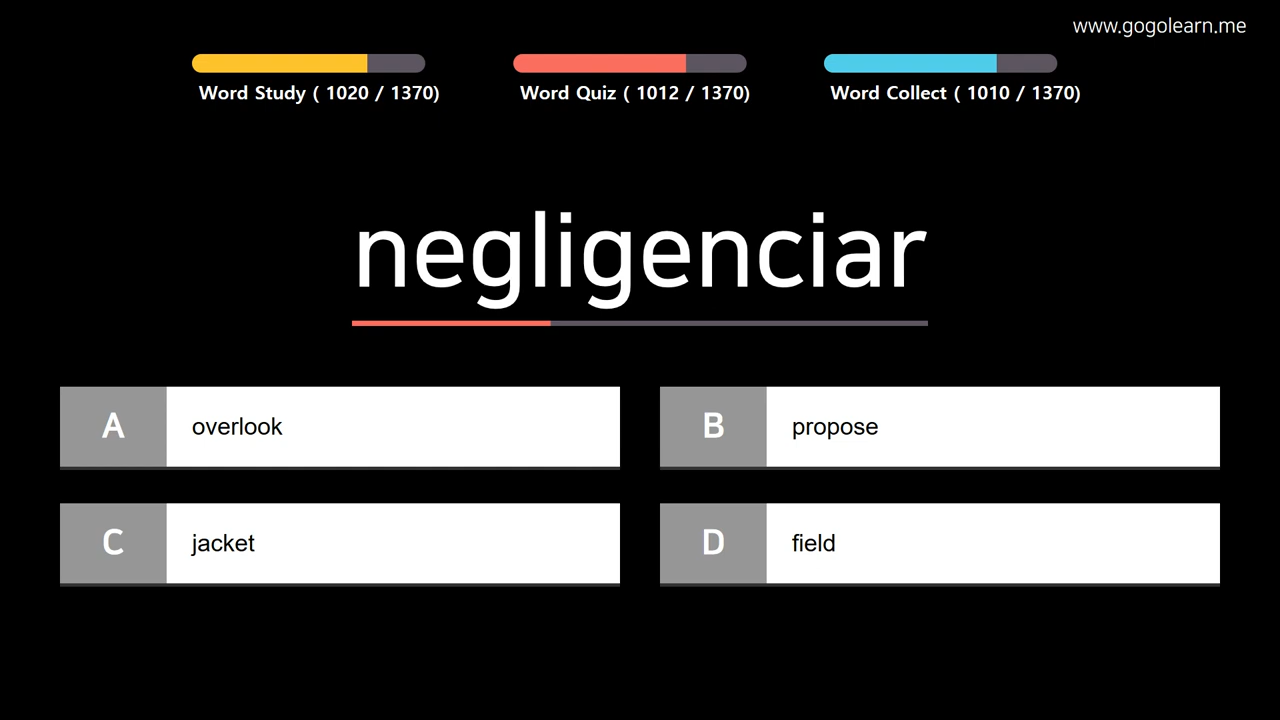 www.gogolearn.me
Word Study ( 1020 / 1370)
Word Quiz ( 1012 / 1370)
Word Collect ( 1010 / 1370)
negligenciar
A overlook
B propose
C jacket
D field